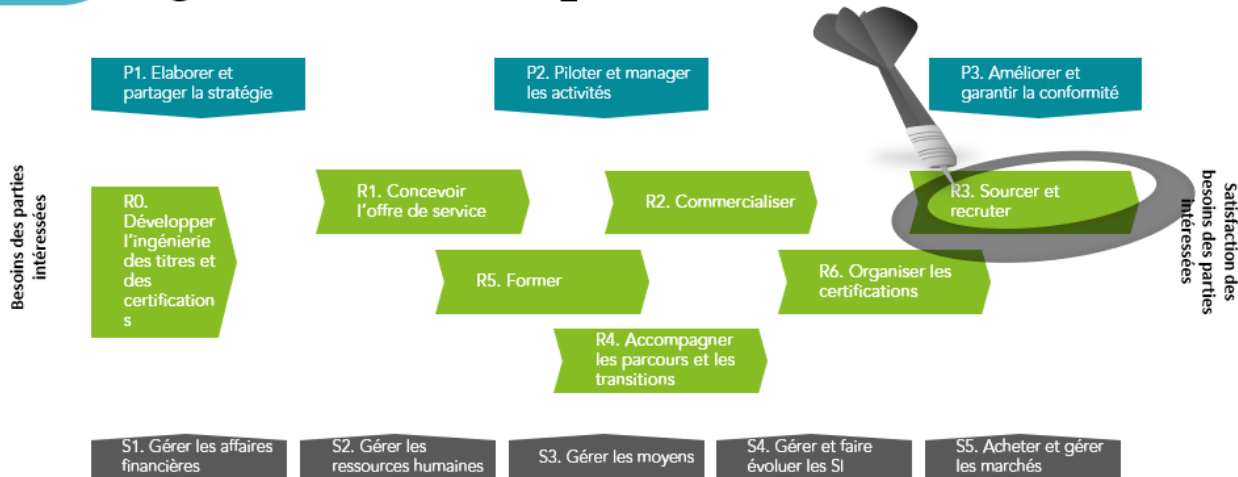 P1. Elaborer et
partager la stratégie
P2. Piloter et manager
les activités
P3. Améliorer et
garantir la conformité
Besoins des parties
intéressées
R0.
Développer
l'ingénierie
des titres et
des
certification
s
R1. Concevoir
l'offre de service
R2. Commercialiser
R3. Sourcer et
recruter
R5. Former
R6. Organiser les
certifications
R4. Accompagner
les parcours et les
transitions
Satisfaction des
besoins des parties
intéressées
S1. Gérer les affaires
financières
S2. Gérer les
ressources humaines
S3. Gérer les moyens
S4. Gérer et faire
évoluer les SI
S5. Acheter et gérer
les marchés